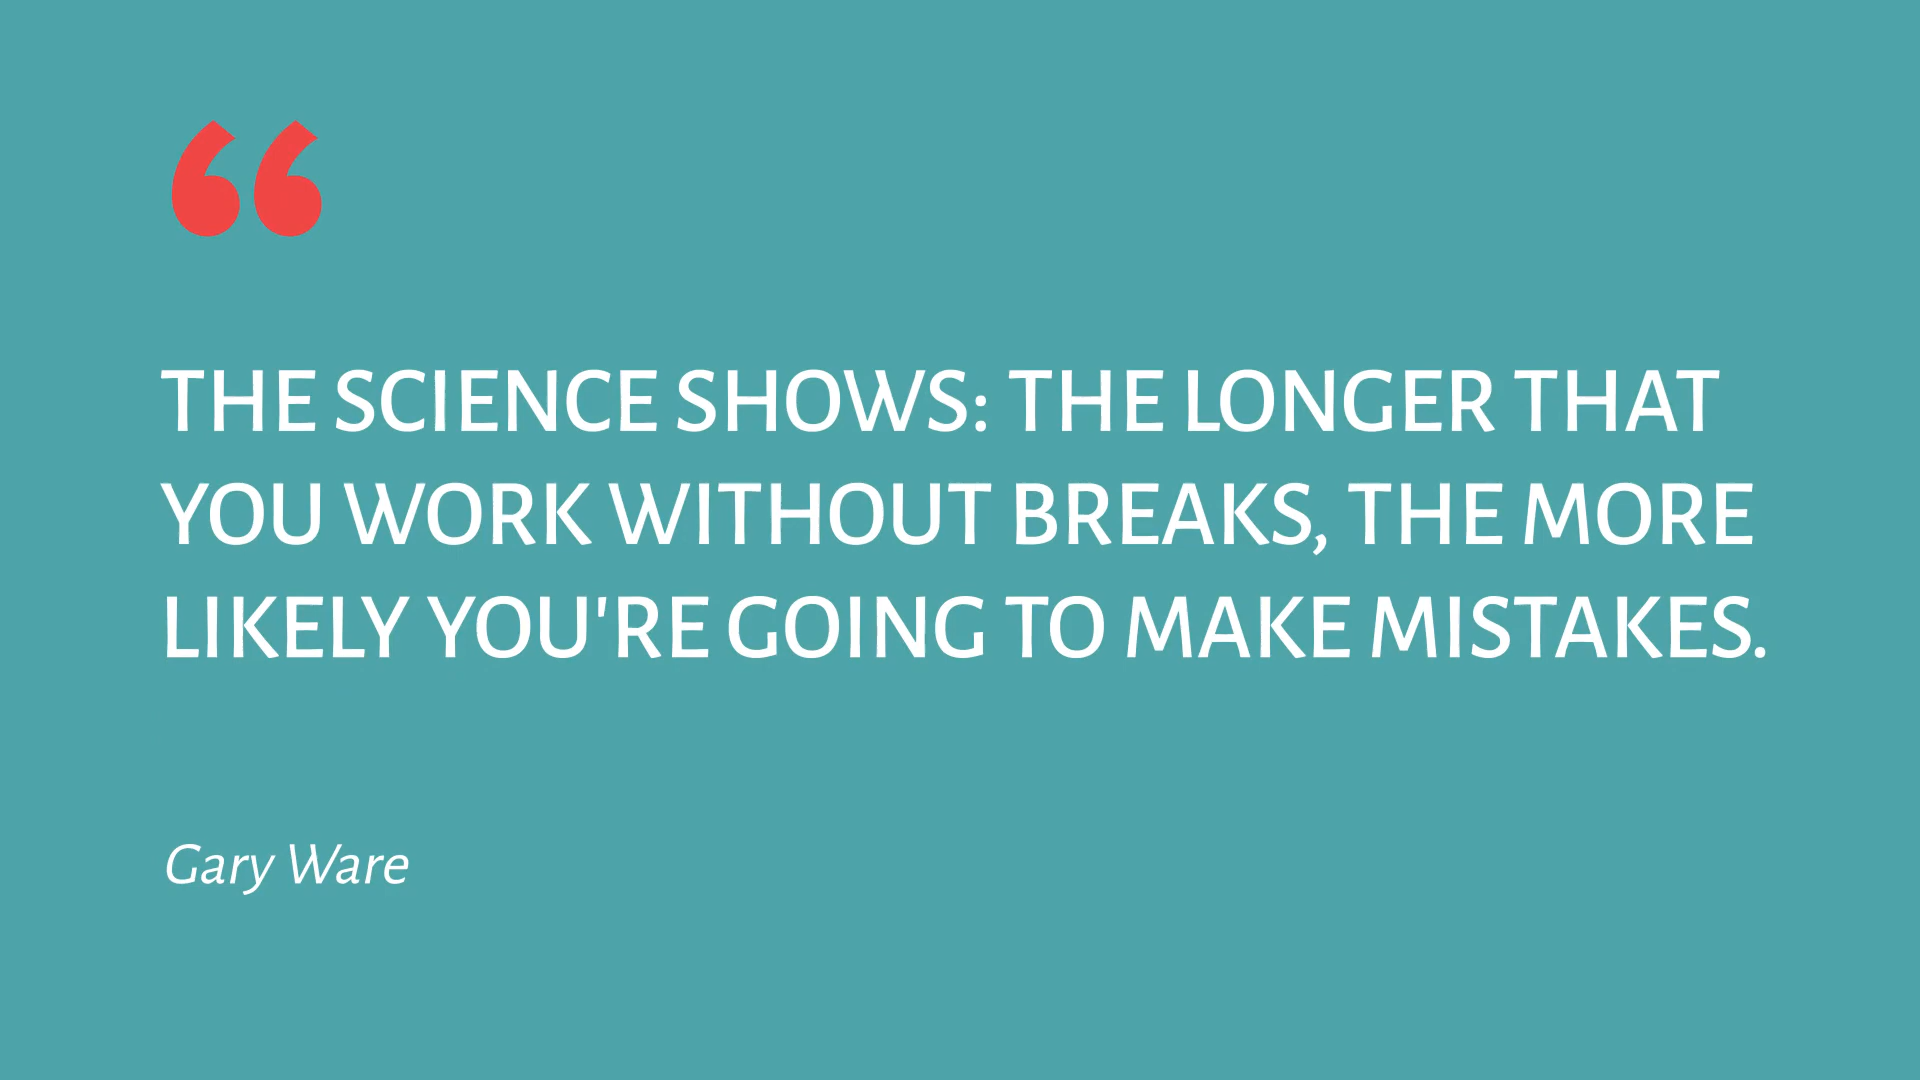 “
THE SCIENCE SHOWS: THE LONGER THAT
YOU WORK WITHOUT BREAKS, THE MORE
LIKELY YOU'RE GOING TO MAKE MISTAKES.
Gary Ware